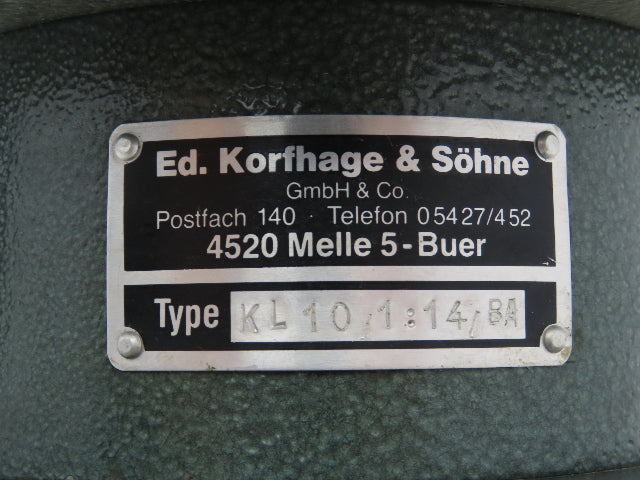 Ed. Korfhage & Söhne
GmbH & Co.
Postfach 140 · Telefon 05427/452
4520 Melle 5-Buer
Type KL 10/1:14/BA